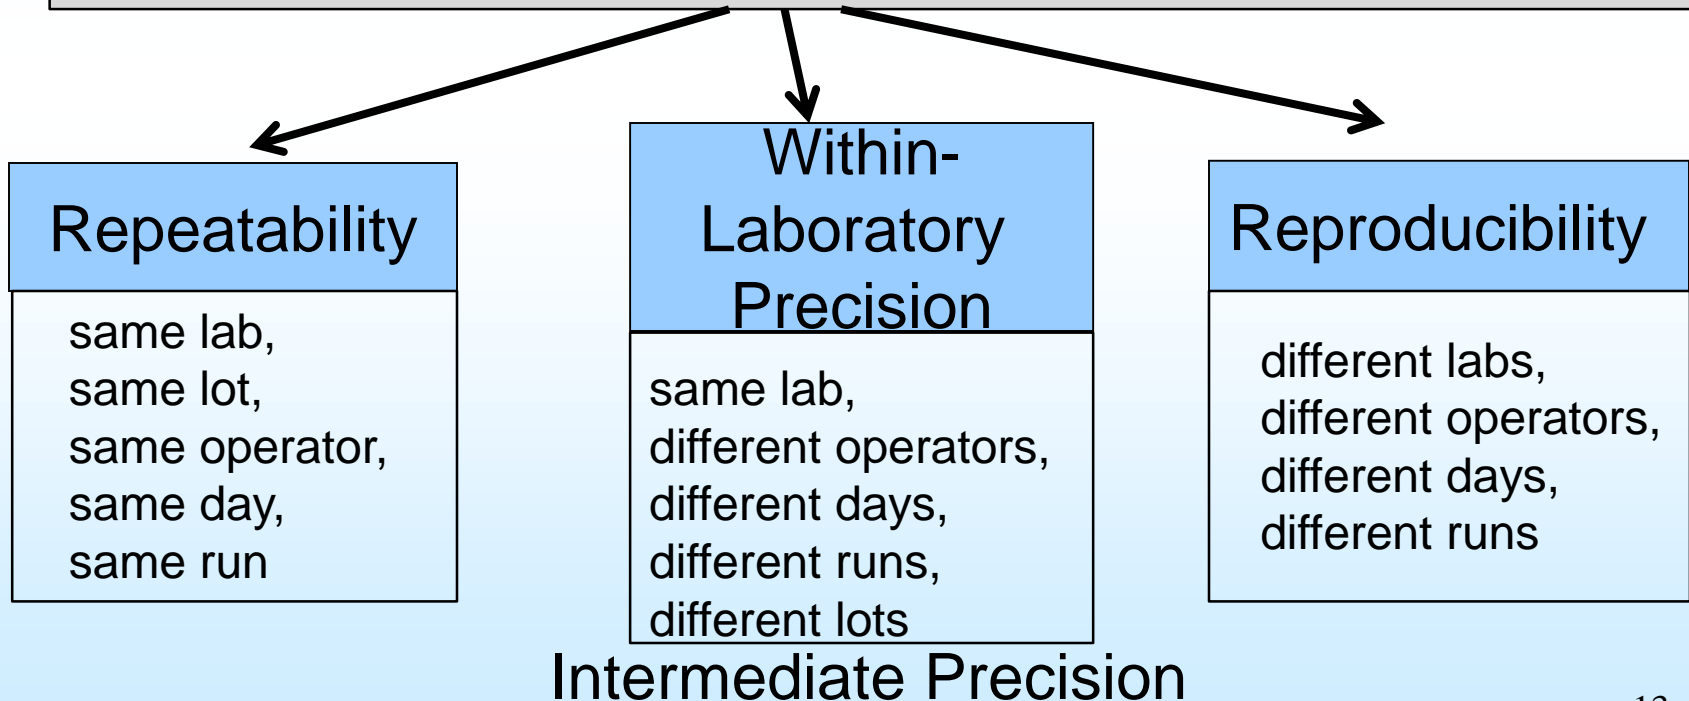 Repeatability
same lab,
same lot,
same operator,
same day,
same run
Within-
Laboratory
Precision
same lab,
different operators,
different days,
different runs,
different lots
Intermediate Precision
Reproducibility
different labs,
different operators,
different days,
different runs